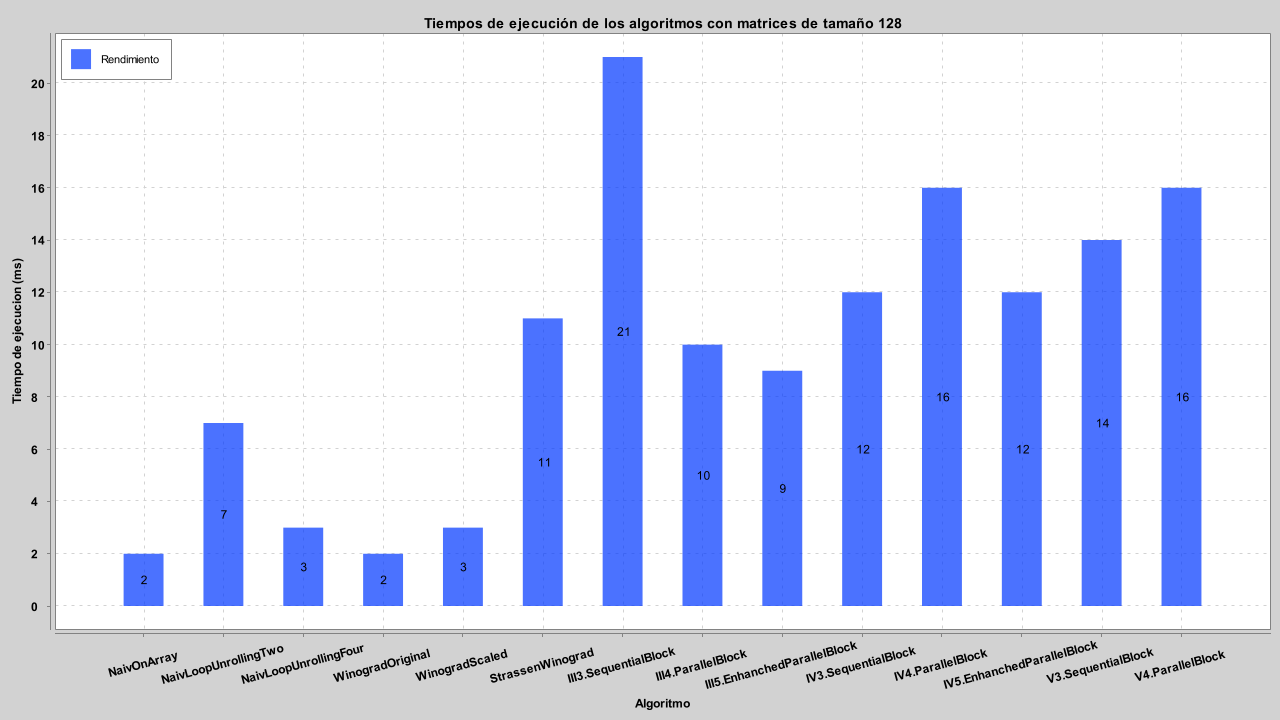 Tiempos de ejecución de los algoritmos con matrices de tamaño 128
Rendimiento
Tiempo de ejecucion (ms)
20
18
16
14
12
10
8
6
4
2
0
2
7
3
2
3
11
21
10
9
12
16
12
14
16
NaivOnArray
NaivLoopUnrollingTwo
NaivLoopUnrollingFour
WinogradOriginal
WinogradScaled
StrassenWinograd
III3.SequentialBlock
III4.ParallelBlock
III5.EnhanchedParallelBlock
IV3.SequentialBlock
IV4.ParallelBlock
IV5.EnhanchedParallelBlock
V3.SequentialBlock
V4.ParallelBlock
Algoritmo